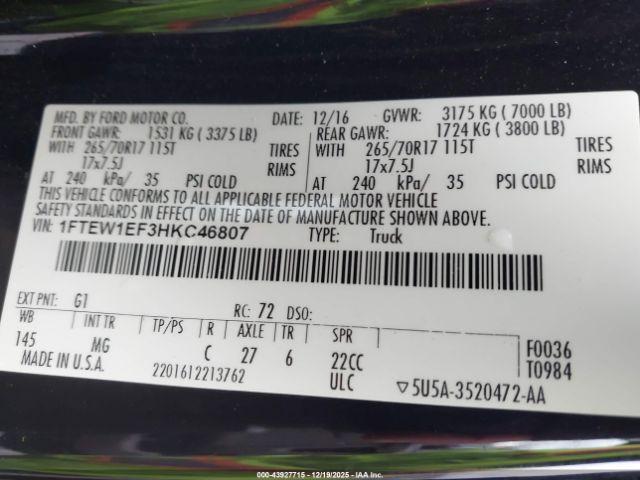 MFD. BY FORD MOTOR CO. DATE: 12/16 GVWR: 3175 KG ( 7000 LB)
FRONT GAWR: 1531 KG ( 3375 LB) REAR GAWR: 1724 KG ( 3800 LB)
WITH 265/70R17 115T TIRES WITH 265/70R17 115T TIRES
17x7.5J RIMS 17x7.5J RIMS
AT 240 kPa/ 35 PSI COLD AT 240 kPa/ 35 PSI COLD
THIS VEHICLE CONFORMS TO ALL APPLICABLE FEDERAL MOTOR VEHICLE
SAFETY STANDARDS IN EFFECT ON THE DATE OF MANUFACTURE SHOWN ABOVE.
VIN: 1FTEW1EF3HKC46807 TYPE: Truck
EXT PNT: G1 RC: 72 DSO:
WB INT TR TP/PS R AXLE TR SPR
145 MG C 27 6 22CC F0036
MADE IN U.S.A. 2201612213762 ULC T0984
▽5U5A-3520472-AA
000-43927715 - 12/19/2025 - IAA Inc.